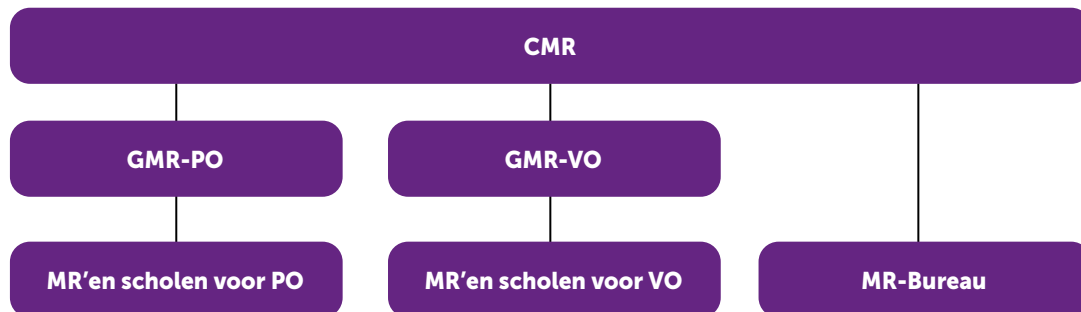 CMR
GMR-PO
GMR-VO
MR’en scholen voor PO
MR’en scholen voor VO
MR-Bureau